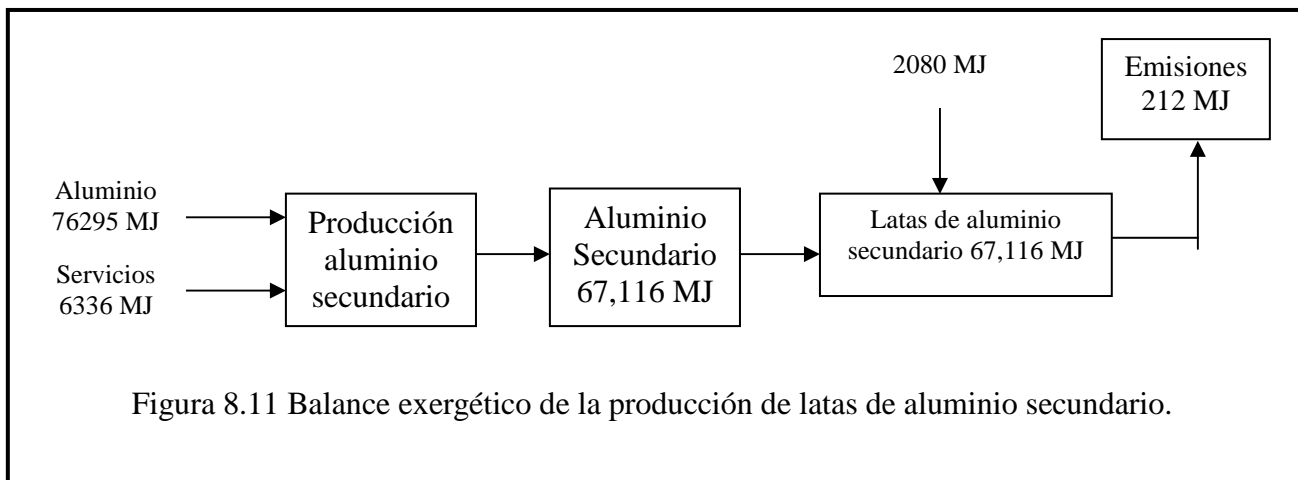 2080 MJ
Emisiones
212 MJ
Aluminio
76295 MJ
Servicios
6336 MJ
Producción
aluminio
secundario
Aluminio
Secundario
67,116 MJ
Latas de aluminio
secundario 67,116 MJ
Figura 8.11 Balance exergético de la producción de latas de aluminio secundario.